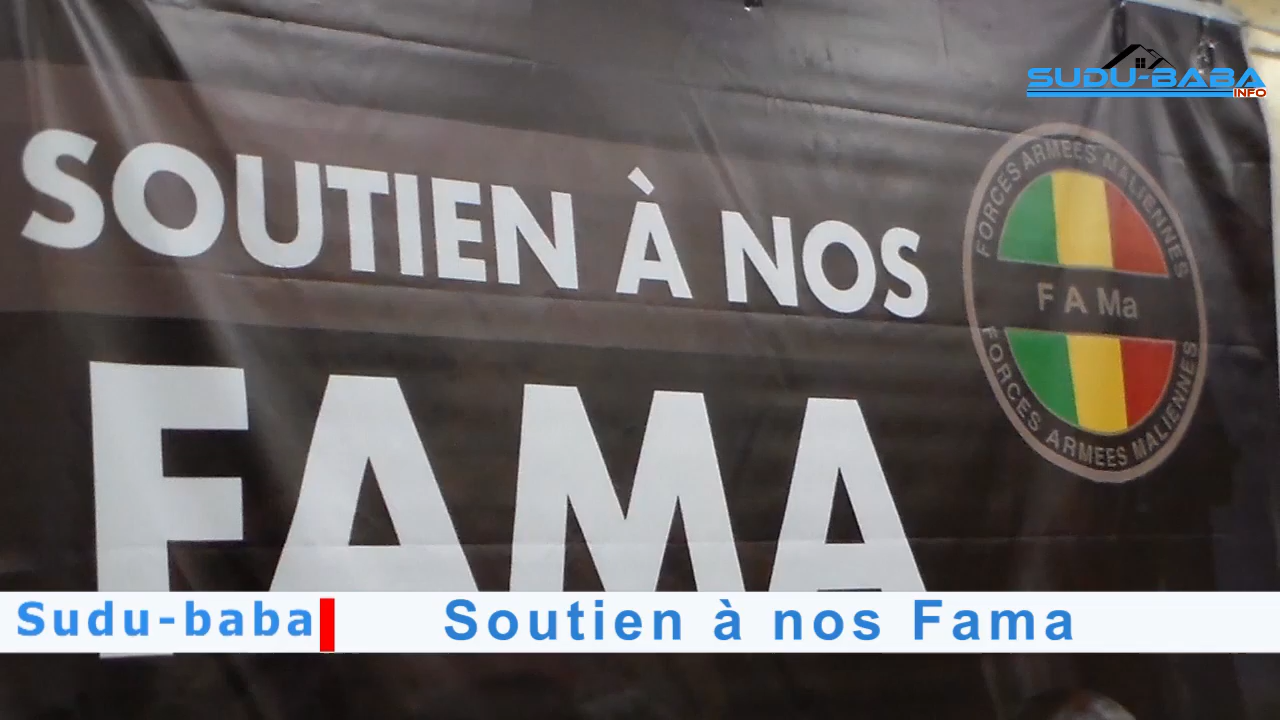 SUDU-BABA
INFO
SOUTIEN À NOS
FAMA
FORCES ARMEES MALIENNES
F A Ma
FORCES ARMEES MALIENNES
Sudu-baba
Soutien à nos Fama